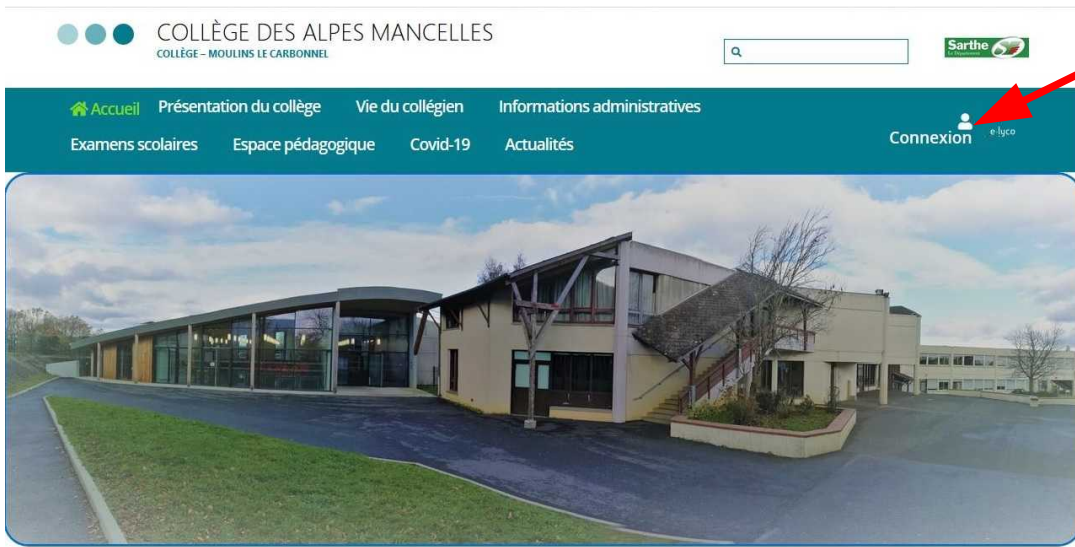 COLLÈGE DES ALPES MANCELLES
COLLÈGE – MOULINS LE CARBONNEL
Sarthe
Accueil Présentation du collège Vie du collégien Informations administratives
Examens scolaires Espace pédagogique Covid-19 Actualités
Connexion e-lyco